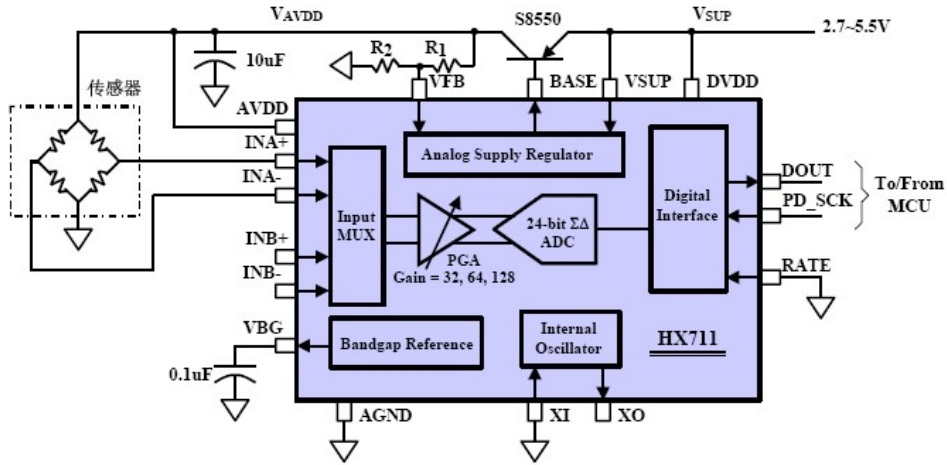 V_AVDD
S8550
V_SUP
2.7~5.5V
10uF
R2
R1
传感器
VFB
BASE
VSUP
DVDD
AVDD
INA+
INA-
INB+
INB-
VBG
0.1uF
Analog Supply Regulator
Input
MUX
PGA
Gain = 32, 64, 128
24-bit ΣΔ
ADC
Digital
Interface
DOUT
PD_SCK
To/From
MCU
RATE
Bandgap Reference
Internal
Oscillator
HX711
AGND
XI
XO